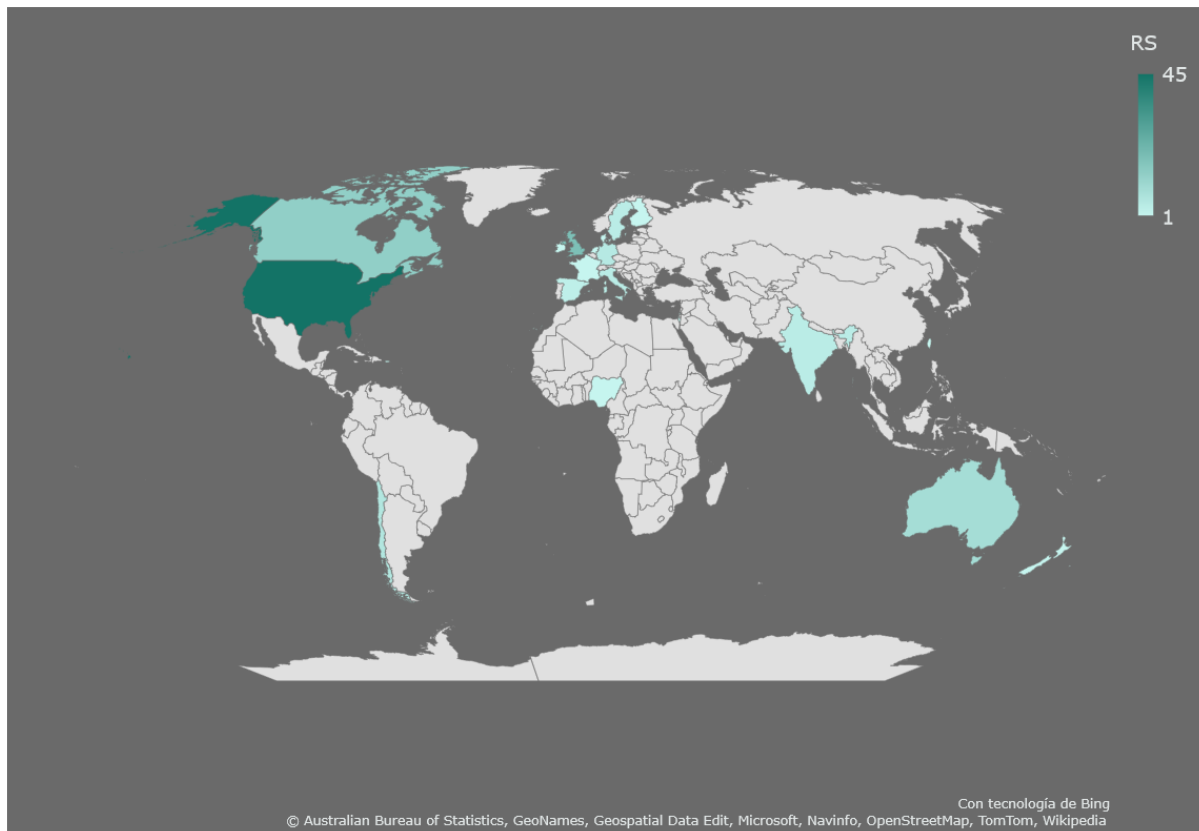 RS
45
1
Con tecnología de Bing
© Australian Bureau of Statistics, GeoNames, Geospatial Data Edit, Microsoft, Navinfo, OpenStreetMap, TomTom, Wikipedia